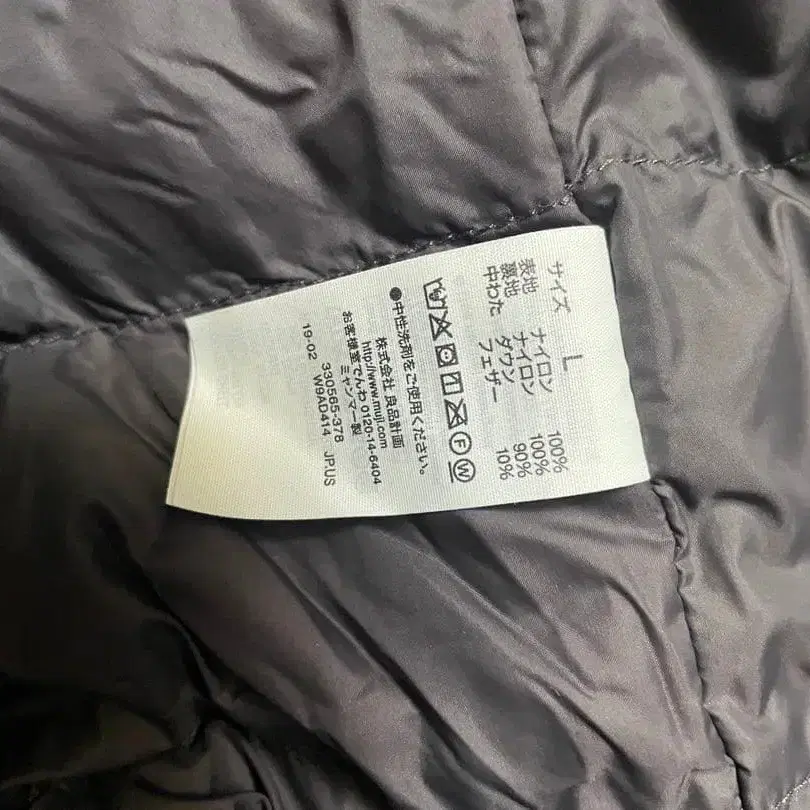 サイズ L
表地 ナイロン 100%
裏地 ナイロン 100%
中わた ダウン 90%
フェザー 10%
●中性洗剤をご使用ください。
株式会社 良品計画
http://www.muji.com
お客様室でんわ 0120-14-6404
ミャンマー製
330565-378
19-02 W9AD414 JP,US